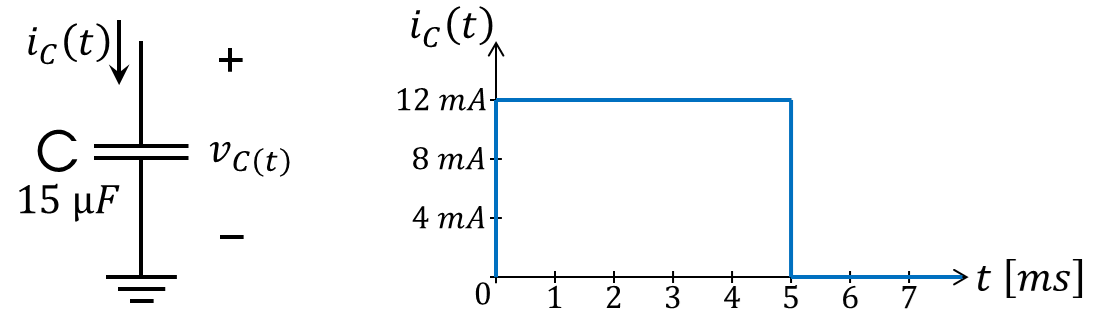 i_C(t)
+
C
15 μF
v_{C(t)}
−
i_C(t)
12 mA
8 mA
4 mA
0
1 2 3 4 5 6 7
t [ms]